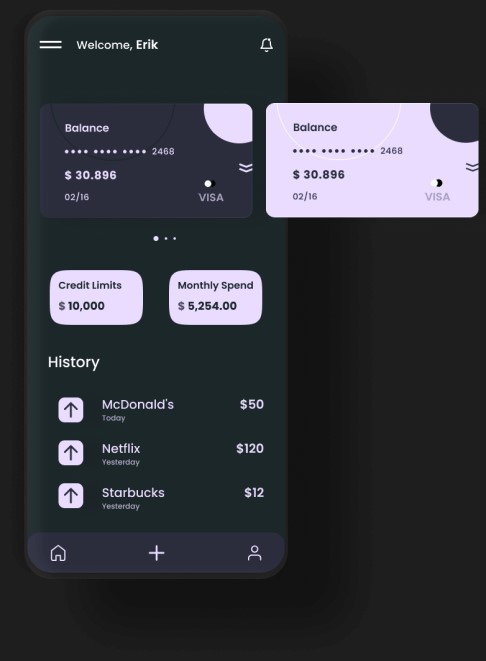 Welcome, Erik
Balance
•••• •••• •••• 2468
$ 30.896
02/16
VISA
Balance
•••• •••• •••• 2468
$ 30.896
02/16
VISA
Credit Limits
$ 10,000
Monthly Spend
$ 5,254.00
History
McDonald's $50
Today
Netflix $120
Yesterday
Starbucks $12
Yesterday